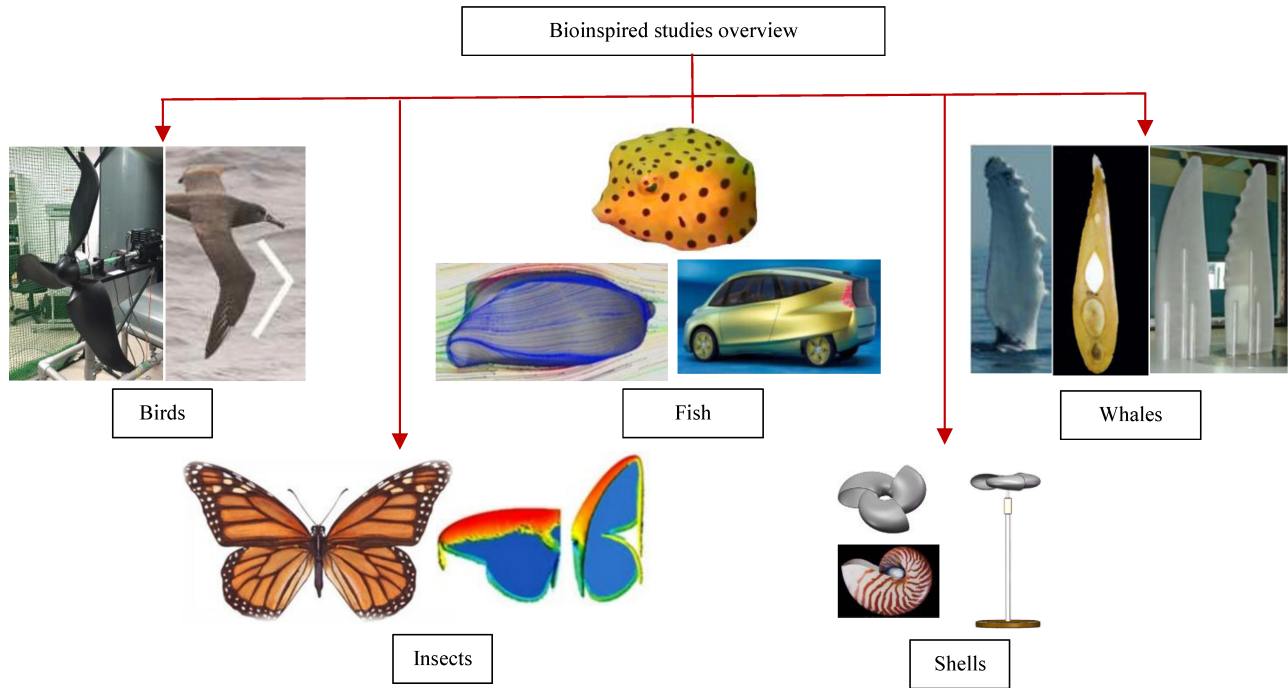 Bioinspired studies overview
Birds
Fish
Whales
Insects
Shells